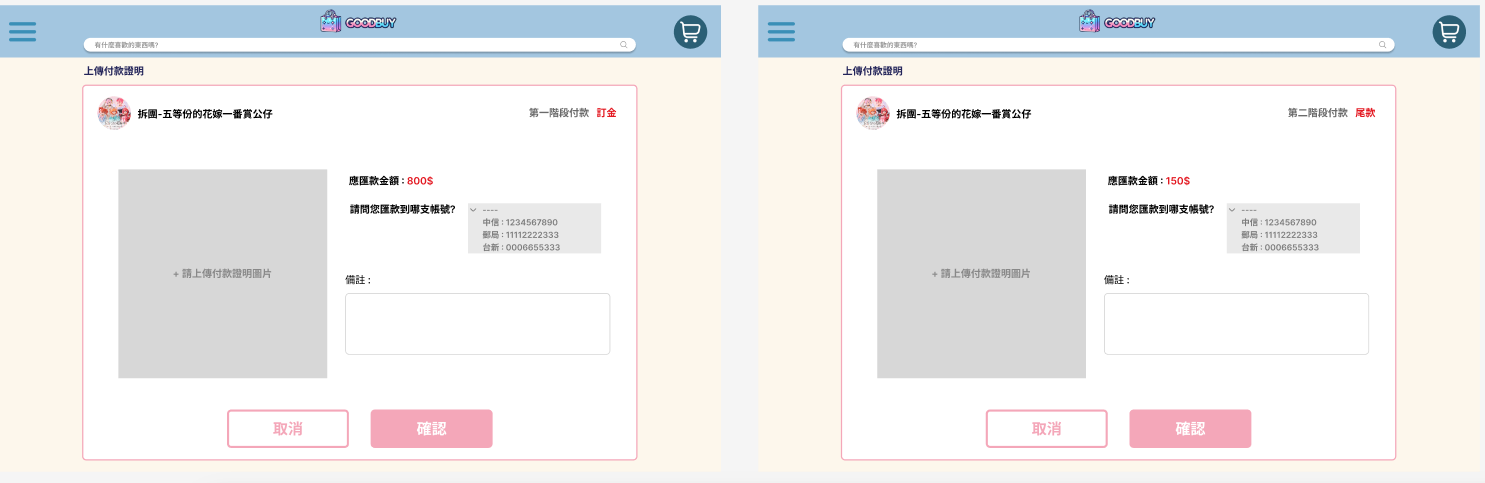 GOODBUY
有什麼喜歡的東西嗎?
上傳付款證明
拆團-五等份的花嫁一番賞公仔
第一階段付款 訂金
應匯款金額 : 800$
請問您匯款到哪支帳號?
----
中信 : 1234567890
郵局 : 11112222333
台新 : 0006655333
+ 請上傳付款證明圖片
備註 :
取消
確認
GOODBUY
有什麼喜歡的東西嗎?
上傳付款證明
拆團-五等份的花嫁一番賞公仔
第二階段付款 尾款
應匯款金額 : 150$
請問您匯款到哪支帳號?
----
中信 : 1234567890
郵局 : 11112222333
台新 : 0006655333
+ 請上傳付款證明圖片
備註 :
取消
確認